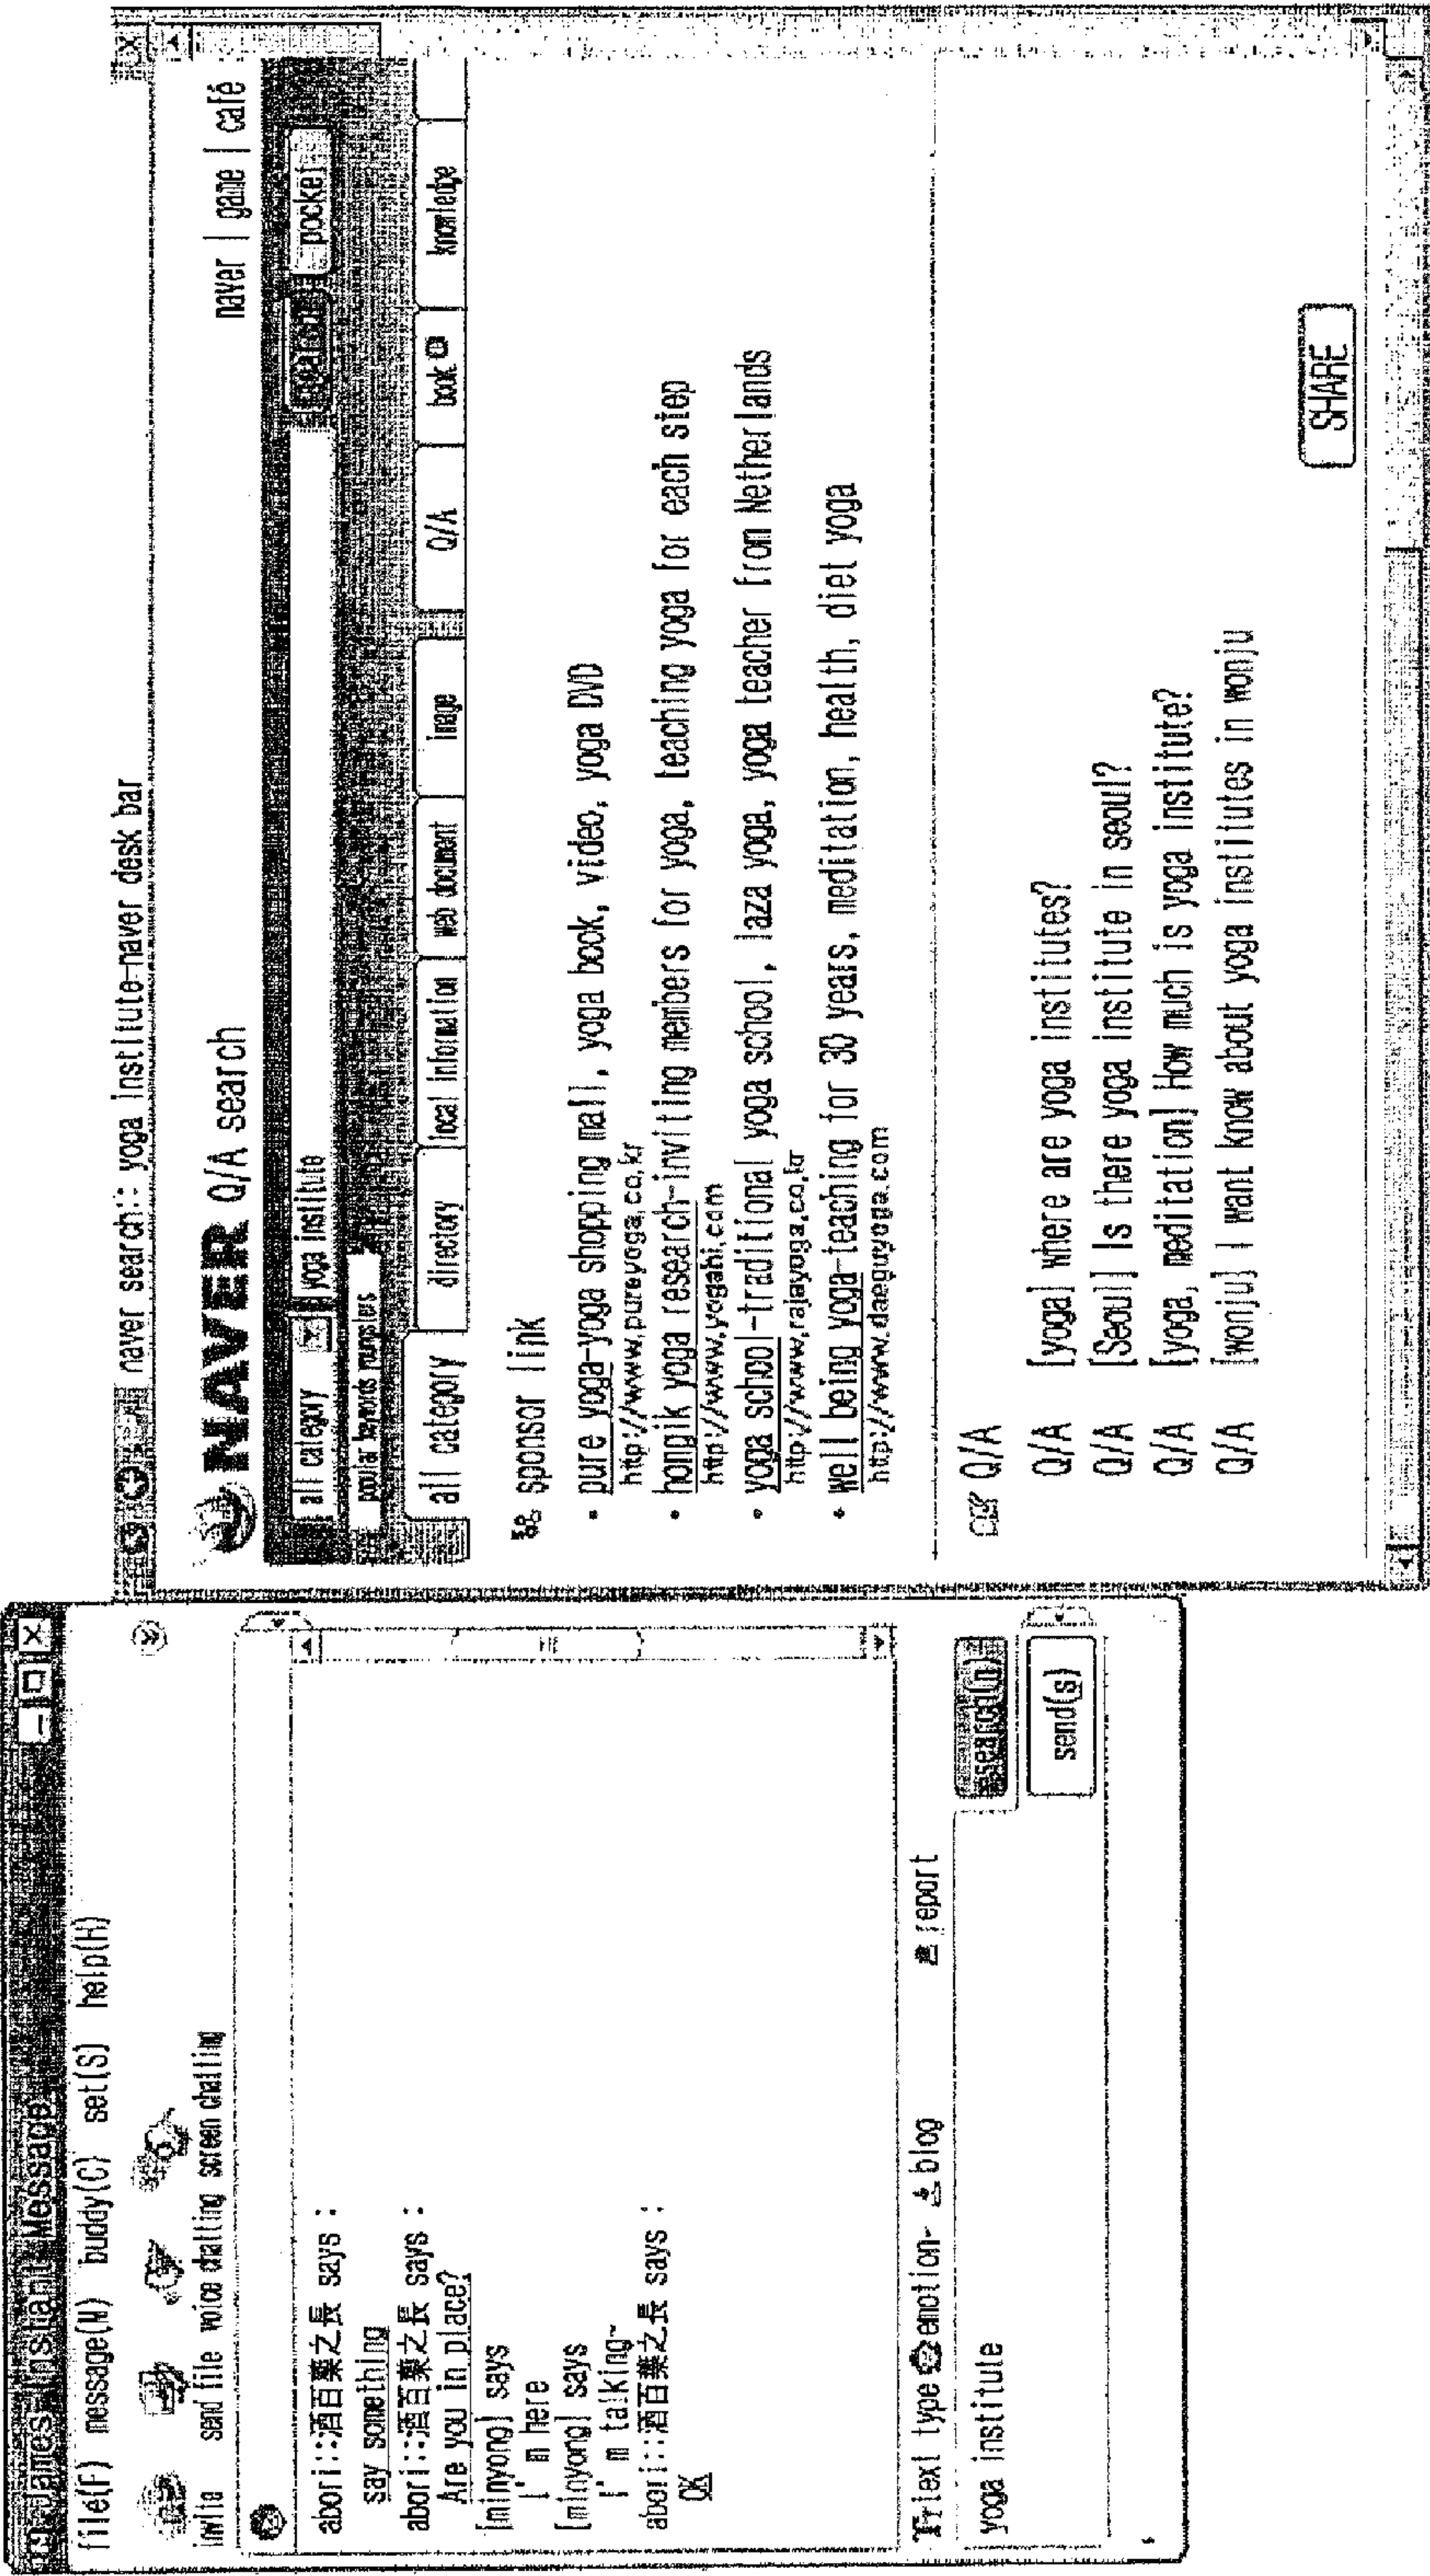 James-Instant Message
file(F) message(M) buddy(C) set(S) help(H)
invite send file voice chatting screen chatting
abori::酒百藥之長 says :
say something
abori::酒百藥之長 says :
Are you in place?
[minyong] says
I'm here
[minyong] says
I'm talking~
abori::酒百藥之長 says :
OK
text type emotion- blog report
yoga institute
search(n)
send(s)
naver search:: yoga institute-naver desk bar
NAVER Q/A search
naver | game | café
all category yoga institute search pocket
popular keywords
all category directory local information web document image Q/A book knowledge
sponsor link
• pure yoga-yoga shopping mall, yoga book, video, yoga DVD
http://www.pureyoga.co.kr
• hongik yoga research-inviting members for yoga, teaching yoga for each step
http://www.yogahi.com
• yoga school-traditional yoga school, laza yoga, yoga teacher from Netherlands
http://www.rajayoga.co.kr
• well being yoga-teaching for 30 years, meditation, health, diet yoga
http://www.daeguyoga.com
Q/A
Q/A [yoga] where are yoga institutes?
Q/A [Seoul] Is there yoga institute in seoul?
Q/A [yoga, meditation] How much is yoga institute?
Q/A [wonju] I want know about yoga institutes in wonju
SHARE